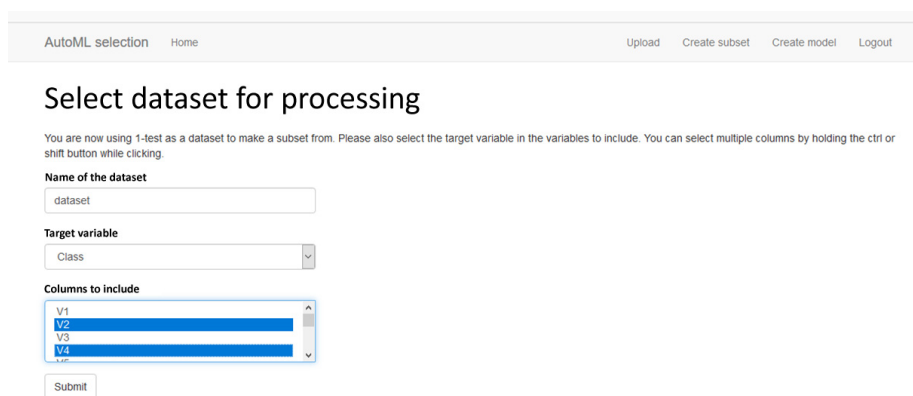 AutoML selection Home Upload Create subset Create model Logout
Select dataset for processing
You are now using 1-test as a dataset to make a subset from. Please also select the target variable in the variables to include. You can select multiple columns by holding the ctrl or
shift button while clicking.
Name of the dataset
dataset
Target variable
Class
Columns to include
V1
V2
V3
V4
V5
Submit